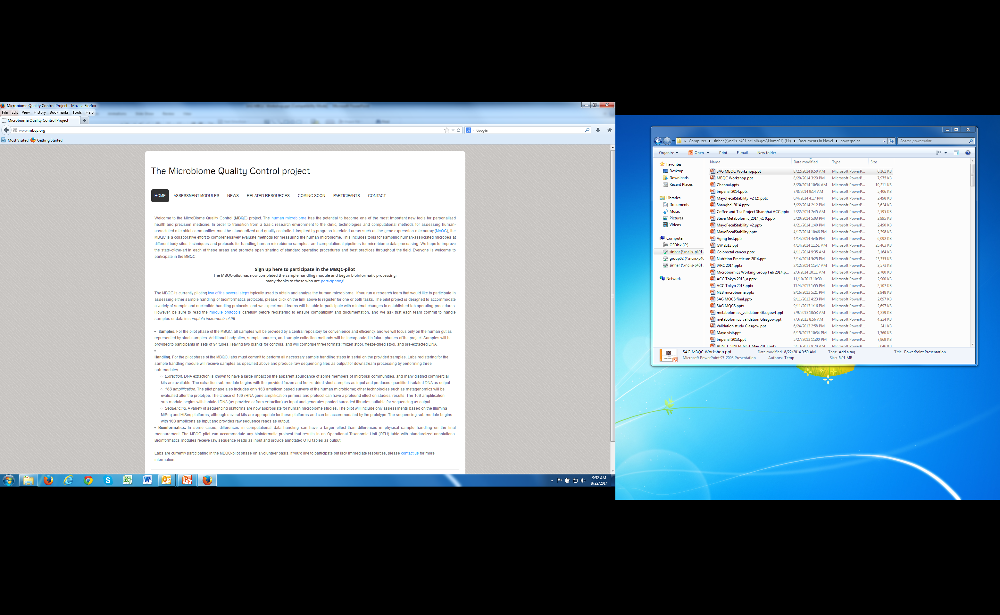 Microbiome Quality Control Project - Mozilla Firefox
File Edit View History Bookmarks Tools Help
Microbiome Quality Control Project
www.mbqc.org
Google
Most Visited Getting Started
The Microbiome Quality Control project
HOME ASSESSMENT MODULES NEWS RELATED RESOURCES COMING SOON PARTICIPANTS CONTACT
Welcome to the MicroBiome Quality Control (MBQC) project. The human microbiome has the potential to become one of the most important new tools for personalized
health and precision medicine. In order to transition from a basic research environment to the clinic, technologies and computational methods for assessing human-
associated microbial communities must be standardized and quality controlled. Inspired by progress in related areas such as the gene expression microarray (MAQC), the
MBQC is a collaborative effort to comprehensively evaluate methods for measuring the human microbiome. This includes tools for sampling human-associated microbes at
different body sites, techniques and protocols for handling human microbiome samples, and computational pipelines for microbiome data processing. We hope to improve
the state-of-the-art in each of these areas and promote open sharing of standard operating procedures and best practices throughout the field. Everyone is welcome to
participate in the MBQC.
Sign up here to participate in the MBQC-pilot
The MBQC-pilot has now completed the sample handling module and begun bioinformatic processing;
many thanks to those who are participating!
The MBQC is currently piloting two of the several steps typically used to obtain and analyze the human microbiome. If you run a research team that would like to participate in
assessing either sample handling or bioinformatics protocols, please click on the link above to register for one or both tasks. The pilot project is designed to accommodate
a variety of sample and nucleotide handling protocols, and we expect most teams will be able to participate with minimal changes to established lab operating procedures.
However, be sure to read the module protocols carefully before registering to ensure compatibility and documentation, and we ask that each team commit to handle
samples or data in complete increments of 96.
• Samples. For the pilot phase of the MBQC, all samples will be provided by a central repository for convenience and efficiency, and we will focus only on the human gut as
represented by stool samples. Additional body sites, sample sources, and sample collection methods will be incorporated in future phases of the project. Samples will be
provided to participants in sets of 94 tubes, leaving two blanks for controls, and will comprise three formats: frozen stool, freeze-dried stool, and pre-extracted DNA.
•
Handling. For the pilot phase of the MBQC, labs must commit to perform all necessary sample handling steps in serial on the provided samples. Labs registering for the
sample handling module will receive samples as specified above and produce raw sequencing files as output for downstream processing by performing three
sub-modules:
◦ Extraction. DNA extraction is known to have a large impact on the apparent abundance of some members of microbial communities, and many distinct commercial
kits are available. The extraction sub-module begins with the provided frozen and freeze-dried stool samples as input and produces quantified isolated DNA as output.
◦ 16S amplification. The pilot phase also includes only 16S amplicon based surveys of the human microbiome; other technologies such as metagenomics will be
evaluated after the prototype. The choice of 16S rRNA gene amplification primers and protocol can have a profound effect on studies' results. The 16S amplification
sub-module begins with isolated DNA (as provided or from extraction) as input and generates pooled barcoded libraries suitable for sequencing as output.
◦ Sequencing. A variety of sequencing platforms are now appropriate for human microbiome studies. The pilot will include only assessments based on the Illumina
MiSeq and HiSeq platforms, although several kits are appropriate for these platforms and can be accommodated by the prototype. The sequencing sub-module begins
with 16S amplicons as input and provides raw sequence reads as output.
• Bioinformatics. In some cases, differences in computational data handling can have a larger effect than differences in physical sample handling on the final
measurement. The MBQC pilot can accommodate any bioinformatic protocol that results in an Operational Taxonomic Unit (OTU) table with standardized annotations.
Bioinformatics modules receive raw sequence reads as input and provide annotated OTU tables as output.
Labs are currently participating in the MBQC-pilot phase on a volunteer basis. If you'd like to participate but lack immediate resources, please contact us for more
information.
9:52 AM
8/22/2014
Computer sinhar (\\nciis-p401.nci.nih.gov\Home01) (H:) Documents in Novel powerpoint Search powerpoint
Organize Open Print E-mail New folder
Favorites
Desktop
Downloads
Recent Places
Libraries
Documents
Music
Pictures
Videos
Computer
OSDisk (C:)
sinhar (\\nciis-p401.
group02 (\\nciis-p40
sinhar (\\nciis-p401.
Network
Name Date modified Type Size
SAG MBQC Workshop.ppt 8/22/2014 9:50 AM Microsoft PowerP... 6,161 KB
MBQC Workshop.ppt 8/20/2014 3:29 PM Microsoft PowerP... 7,975 KB
Chennai.pptx 8/20/2014 10:54 AM Microsoft PowerP... 10,211 KB
Imperial 2014.pptx 7/8/2014 9:14 AM Microsoft PowerP... 5,406 KB
MayoFecalStability_v2 (2).pptx 6/4/2014 4:17 PM Microsoft PowerP... 2,498 KB
Shanghai 2014.pptx 5/22/2014 2:12 PM Microsoft PowerP... 3,624 KB
Coffee and Tea Project Shanghai ACC.pptx 5/22/2014 7:45 AM Microsoft PowerP... 2,595 KB
Steve Metabolomic_2014_v1 0.pptx 5/20/2014 5:03 PM Microsoft PowerP... 2,995 KB
MayoFecalStability_v2.pptx 4/21/2014 1:40 PM Microsoft PowerP... 2,490 KB
MayoFecalStability.pptx 4/17/2014 10:46 PM Microsoft PowerP... 2,398 KB
Aging Inst.pptx 4/14/2014 4:46 PM Microsoft PowerP... 6,092 KB
GW 2013.ppt 4/14/2014 11:51 AM Microsoft PowerP... 25,463 KB
Colorectal cancer.pptx 4/11/2014 9:35 AM Microsoft PowerP... 3,164 KB
Nutrition Practicum 2014.ppt 3/14/2014 5:25 PM Microsoft PowerP... 23,355 KB
IARC 2014.pptx 2/12/2014 11:47 AM Microsoft PowerP... 3,573 KB
Microbiomics Working Group Feb 2014.p... 2/3/2014 10:11 AM Microsoft PowerP... 2,780 KB
ACC Tokyo 2013_a.pptx 11/10/2013 10:30 ... Microsoft PowerP... 2,900 KB
ACC Tokyo 2013.pptx 11/4/2013 1:55 PM Microsoft PowerP... 2,507 KB
NEB microbiome.pptx 9/16/2013 5:21 PM Microsoft PowerP... 2,948 KB
SAG MQCS final.pptx 9/11/2013 4:23 PM Microsoft PowerP... 2,697 KB
SAG MQCS.pptx 9/11/2013 1:16 PM Microsoft PowerP... 2,697 KB
metabolomics_validation Glasgow1.ppt 7/9/2013 10:53 AM Microsoft PowerP... 4,239 KB
metabolomics_validation Glasgow.ppt 7/3/2013 8:56 AM Microsoft PowerP... 4,234 KB
Validation study Glasgow.ppt 6/24/2013 2:58 PM Microsoft PowerP... 241 KB
Mayo visit.ppt 6/15/2013 10:34 PM Microsoft PowerP... 1,760 KB
Imperial 2013.ppt 5/27/2013 11:00 PM Microsoft PowerP... 7,969 KB
ABNET_SINHA NIST May 2013.pptx 5/13/2013 9:28 AM Microsoft PowerP... 3,646 KB
SAG MBQC Workshop.ppt Date modified: 8/22/2014 9:50 AM Tags: Add a tag Title: PowerPoint Presentation
Microsoft PowerPoint 97-2003 Presentation Authors: Temp Size: 6.01 MB